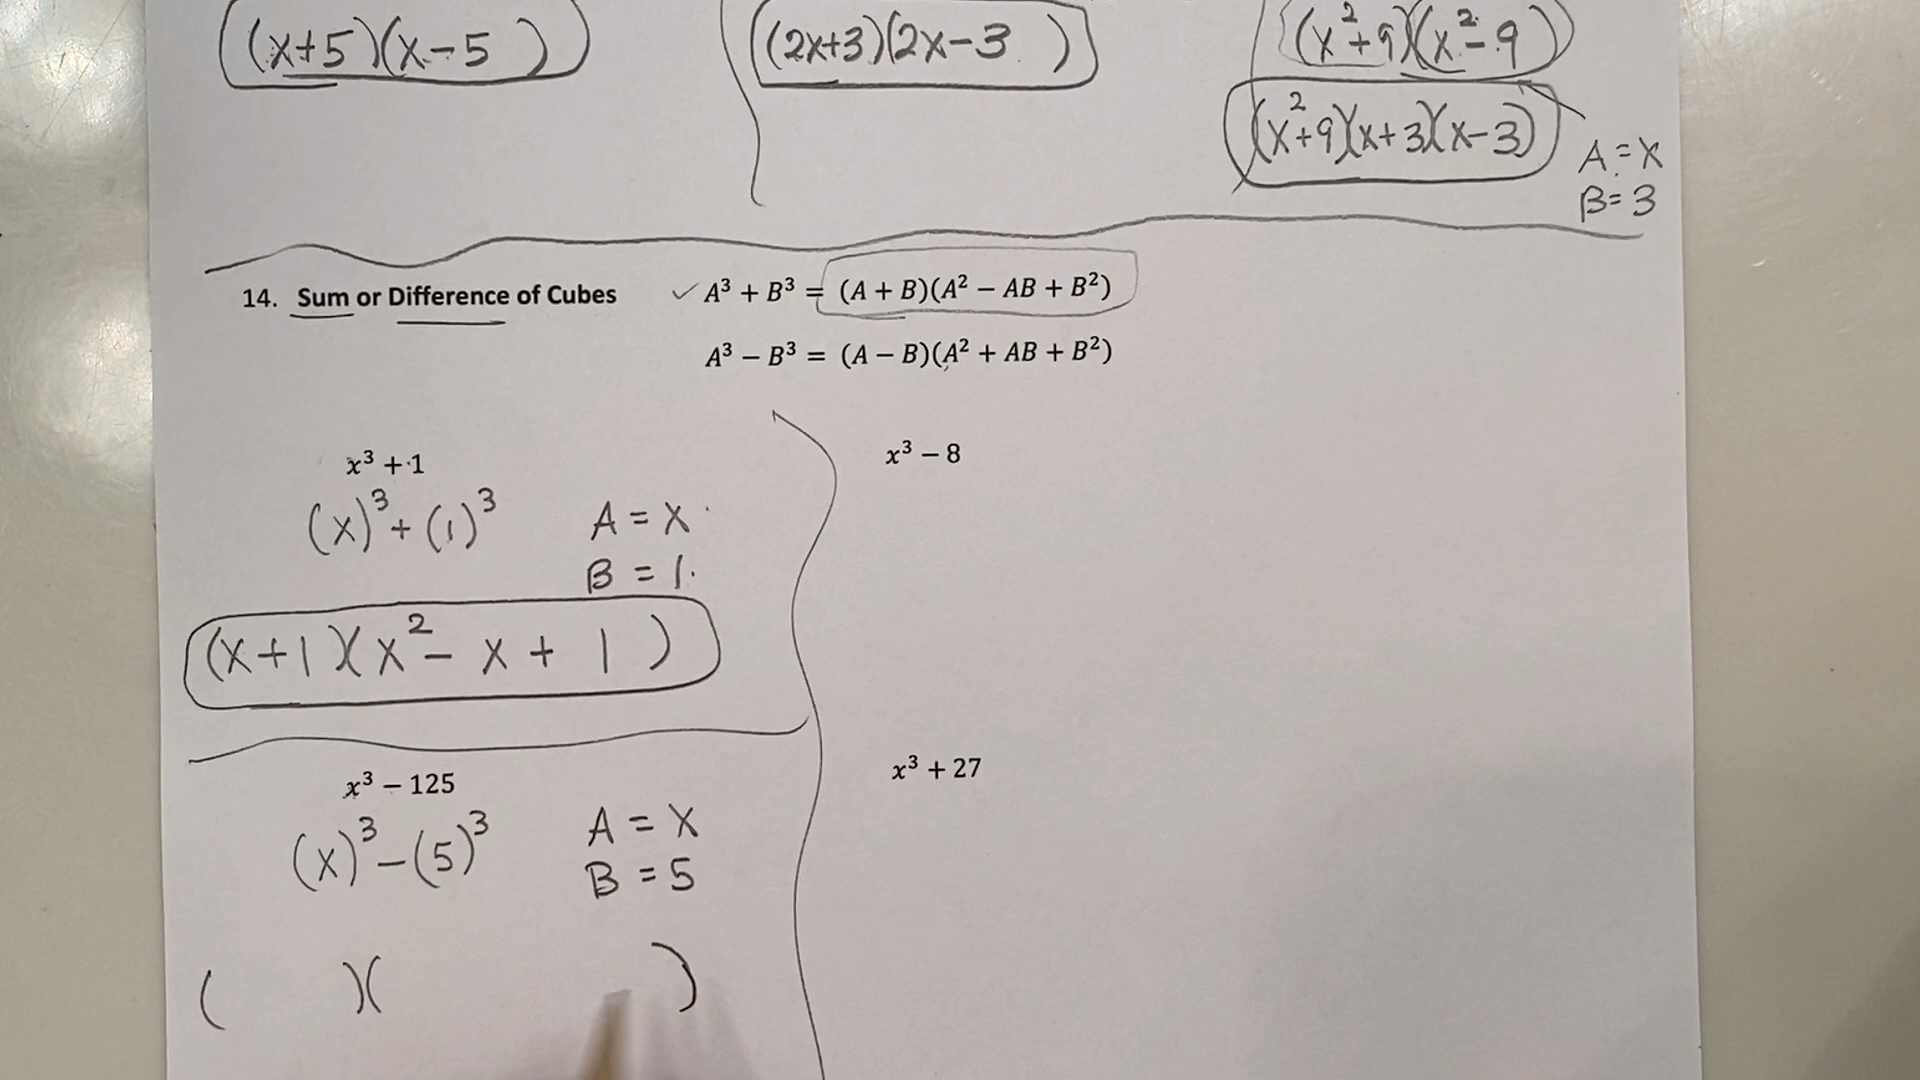 (x+5)(x-5)
(2x+3)(2x-3)
(x²+9)(x²-9)
(x²+9)(x+3)(x-3)
A=x
B=3
14. Sum or Difference of Cubes
✓ A³ + B³ = (A + B)(A² − AB + B²)
A³ − B³ = (A − B)(A² + AB + B²)
x³ + 1
(x)³+(1)³
A = x
B = 1
(x+1)(x²- x + 1)
x³ − 8
x³ − 125
(x)³-(5)³
A = x
B = 5
( )( )
x³ + 27